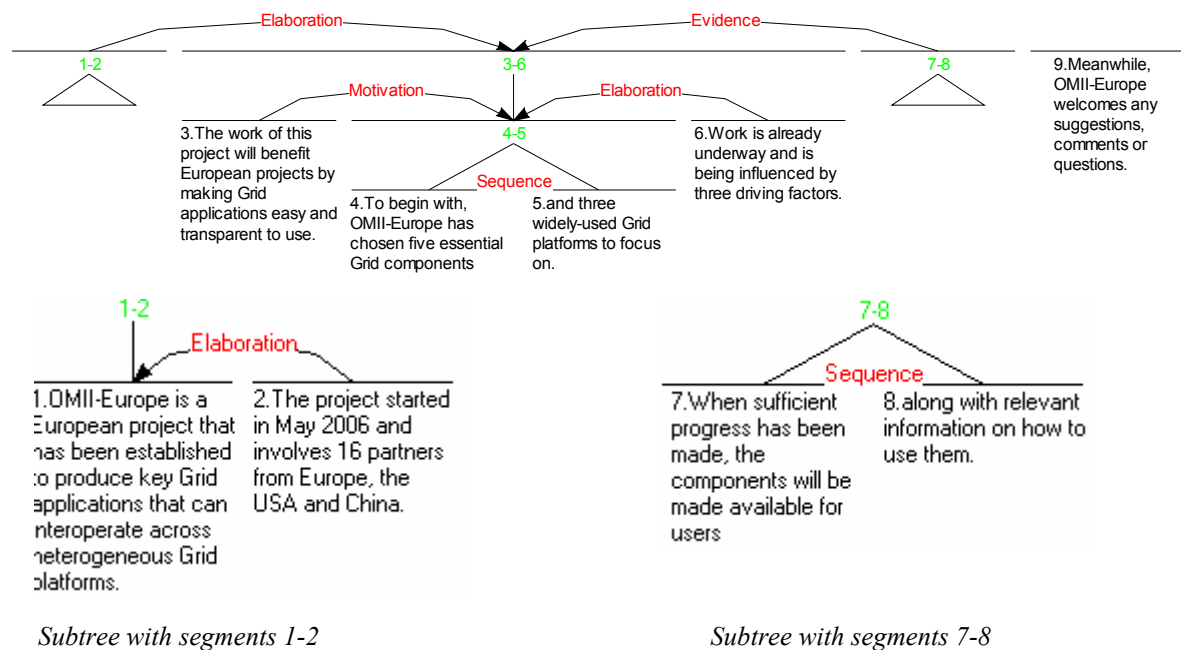 Elaboration
Evidence
1-2
3-6
7-8
9.Meanwhile,
OMII-Europe
welcomes any
suggestions,
comments or
questions.
Motivation
Elaboration
3.The work of this
project will benefit
European projects by
making Grid
applications easy and
transparent to use.
4-5
6.Work is already
underway and is
being influenced by
three driving factors.
Sequence
4.To begin with,
OMII-Europe has
chosen five essential
Grid components
5.and three
widely-used Grid
platforms to focus
on.
1-2
Elaboration
1.OMII-Europe is a
European project that
has been established
to produce key Grid
applications that can
interoperate across
heterogeneous Grid
platforms.
2.The project started
in May 2006 and
involves 16 partners
from Europe, the
USA and China.
7-8
Sequence
7.When sufficient
progress has been
made, the
components will be
made available for
users
8.along with relevant
information on how to
use them.
Subtree with segments 1-2
Subtree with segments 7-8